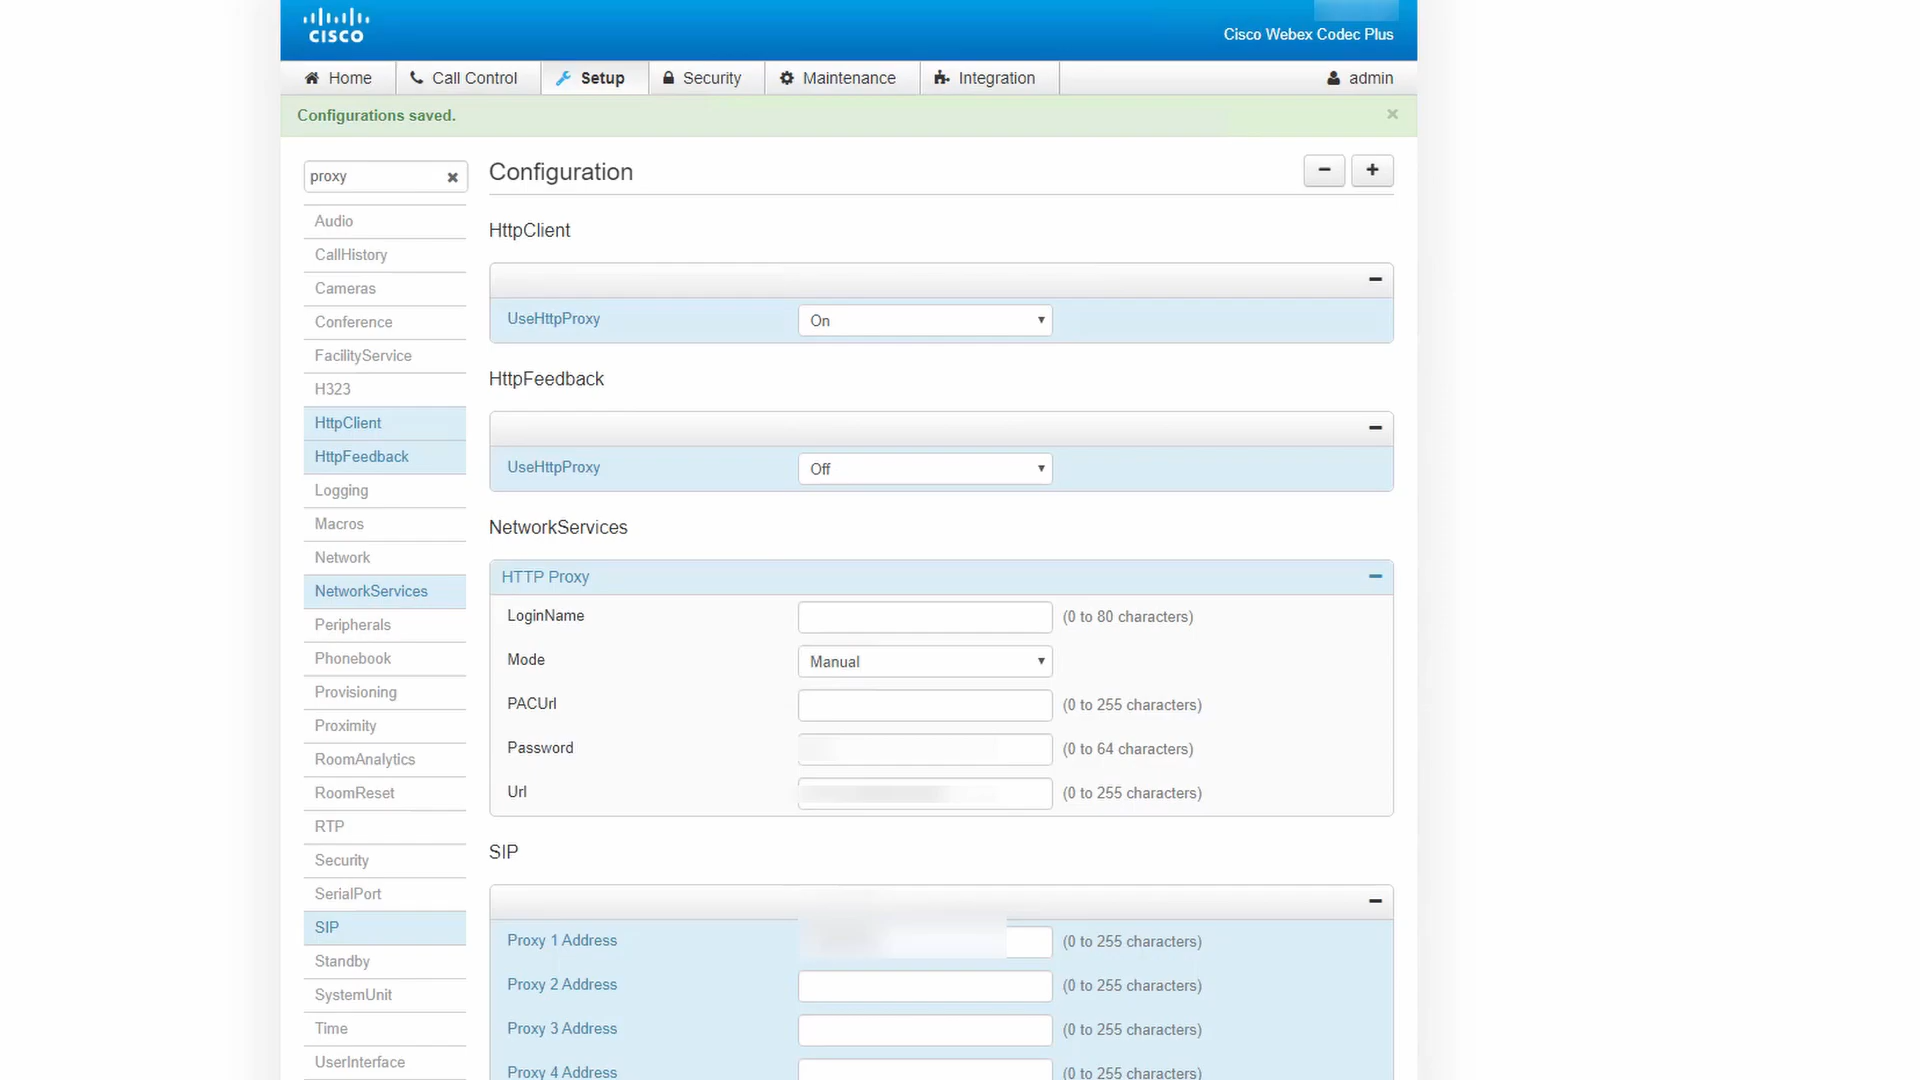 CISCO
Cisco Webex Codec Plus
Home Call Control Setup Security Maintenance Integration admin
Configurations saved.
proxy
Configuration
Audio
CallHistory
Cameras
Conference
FacilityService
H323
HttpClient
HttpFeedback
Logging
Macros
Network
NetworkServices
Peripherals
Phonebook
Provisioning
Proximity
RoomAnalytics
RoomReset
RTP
Security
SerialPort
SIP
Standby
SystemUnit
Time
UserInterface
HttpClient
UseHttpProxy On
HttpFeedback
UseHttpProxy Off
NetworkServices
HTTP Proxy
LoginName (0 to 80 characters)
Mode Manual
PACUrl (0 to 255 characters)
Password (0 to 64 characters)
Url (0 to 255 characters)
SIP
Proxy 1 Address (0 to 255 characters)
Proxy 2 Address (0 to 255 characters)
Proxy 3 Address (0 to 255 characters)
Proxy 4 Address (0 to 255 characters)